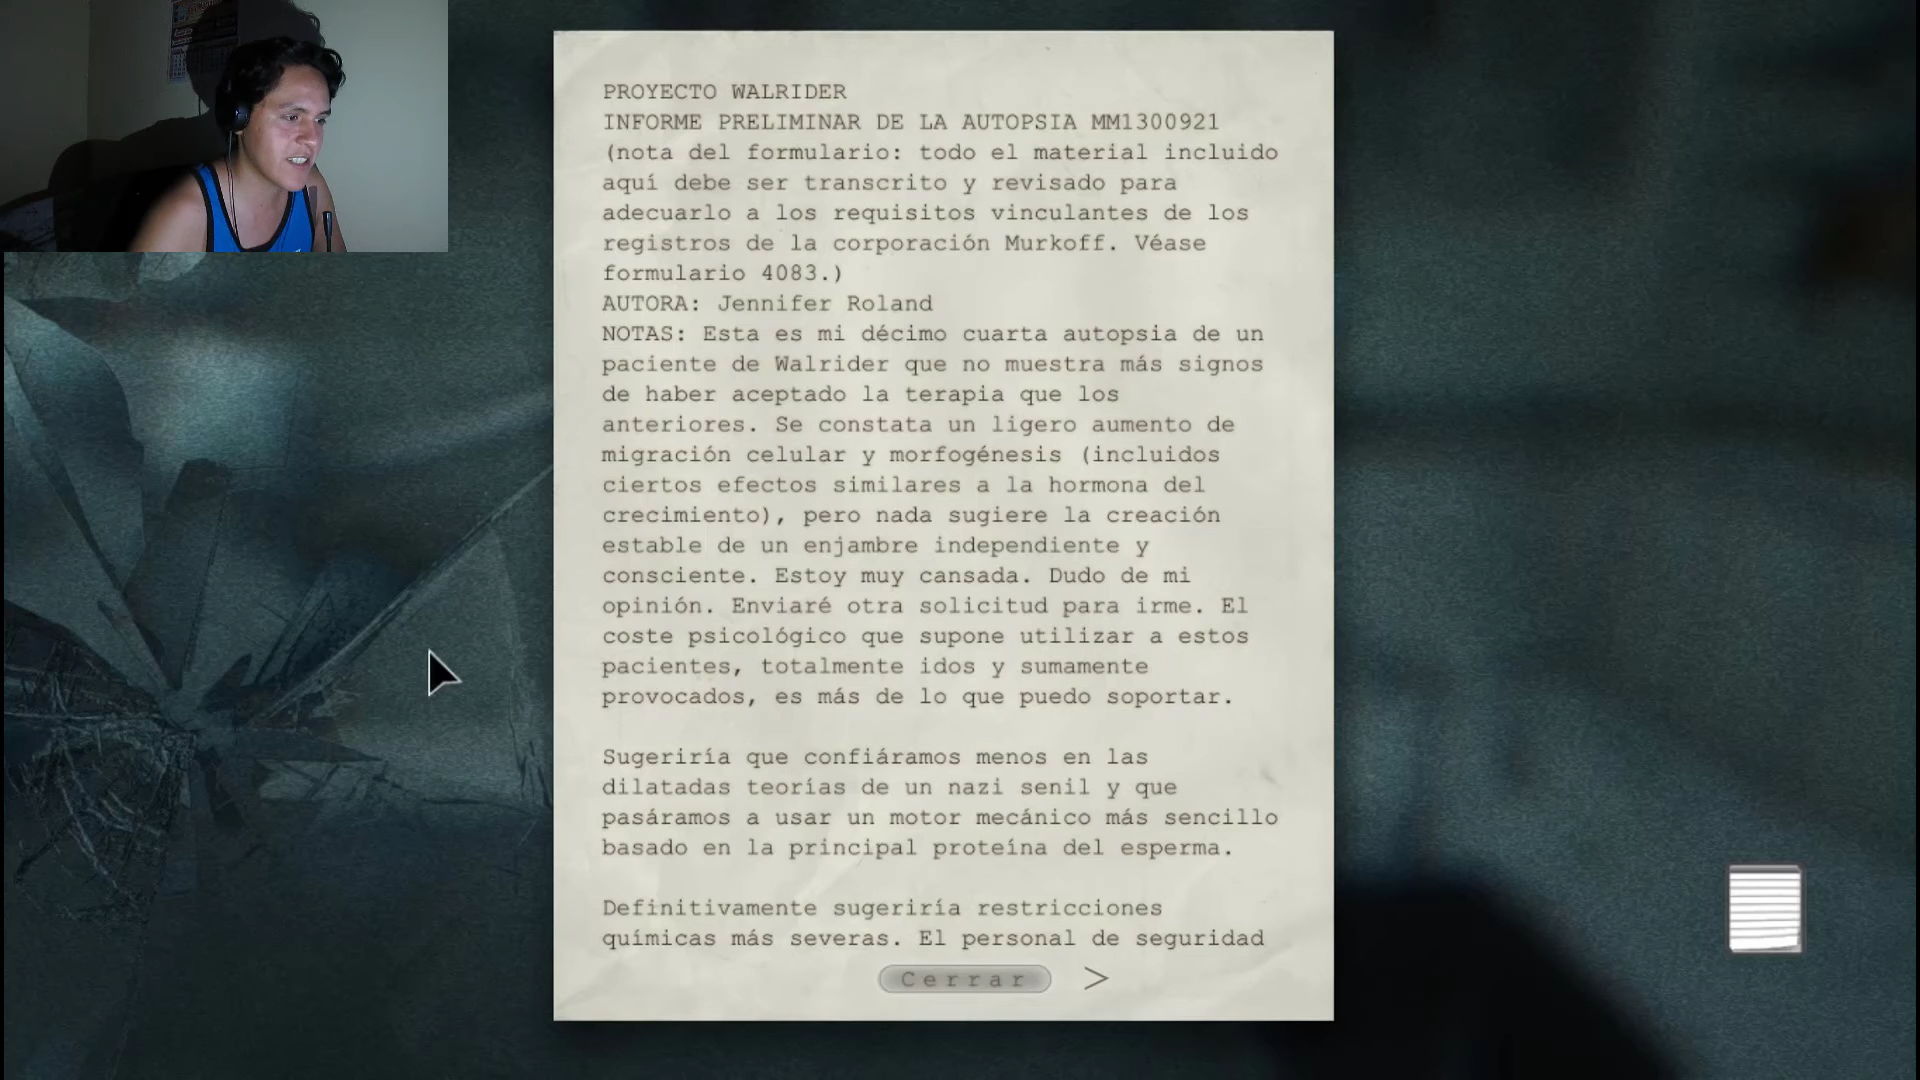 PROYECTO WALRIDER
INFORME PRELIMINAR DE LA AUTOPSIA MM1300921
(nota del formulario: todo el material incluido
aquí debe ser transcrito y revisado para
adecuarlo a los requisitos vinculantes de los
registros de la corporación Murkoff. Véase
formulario 4083.)
AUTORA: Jennifer Roland
NOTAS: Esta es mi décimo cuarta autopsia de un
paciente de Walrider que no muestra más signos
de haber aceptado la terapia que los
anteriores. Se constata un ligero aumento de
migración celular y morfogénesis (incluidos
ciertos efectos similares a la hormona del
crecimiento), pero nada sugiere la creación
estable de un enjambre independiente y
consciente. Estoy muy cansada. Dudo de mi
opinión. Enviaré otra solicitud para irme. El
coste psicológico que supone utilizar a estos
pacientes, totalmente idos y sumamente
provocados, es más de lo que puedo soportar.
Sugeriría que confiáramos menos en las
dilatadas teorías de un nazi senil y que
pasáramos a usar un motor mecánico más sencillo
basado en la principal proteína del esperma.
Definitivamente sugeriría restricciones
químicas más severas. El personal de seguridad
Cerrar >